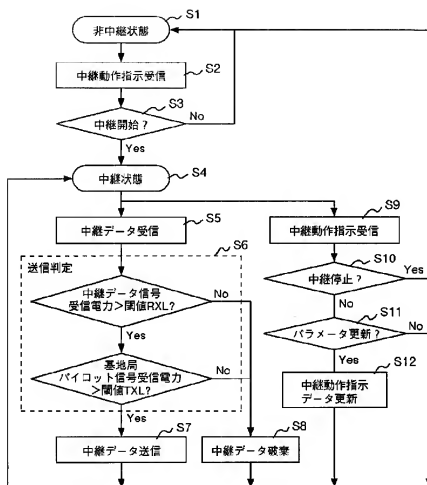 S1
非中継状態
S2
中継動作指示受信
S3
中継開始？
No
Yes
S4
中継状態
S5
中継データ受信
S6
送信判定
中継データ信号
受信電力>閾値RXL?
No
Yes
基地局
パイロット信号受信電力
>閾値TXL?
No
Yes
S7
中継データ送信
S8
中継データ破棄
S9
中継動作指示受信
S10
中継停止？
Yes
No
S11
パラメータ更新？
No
Yes
S12
中継動作指示
データ更新